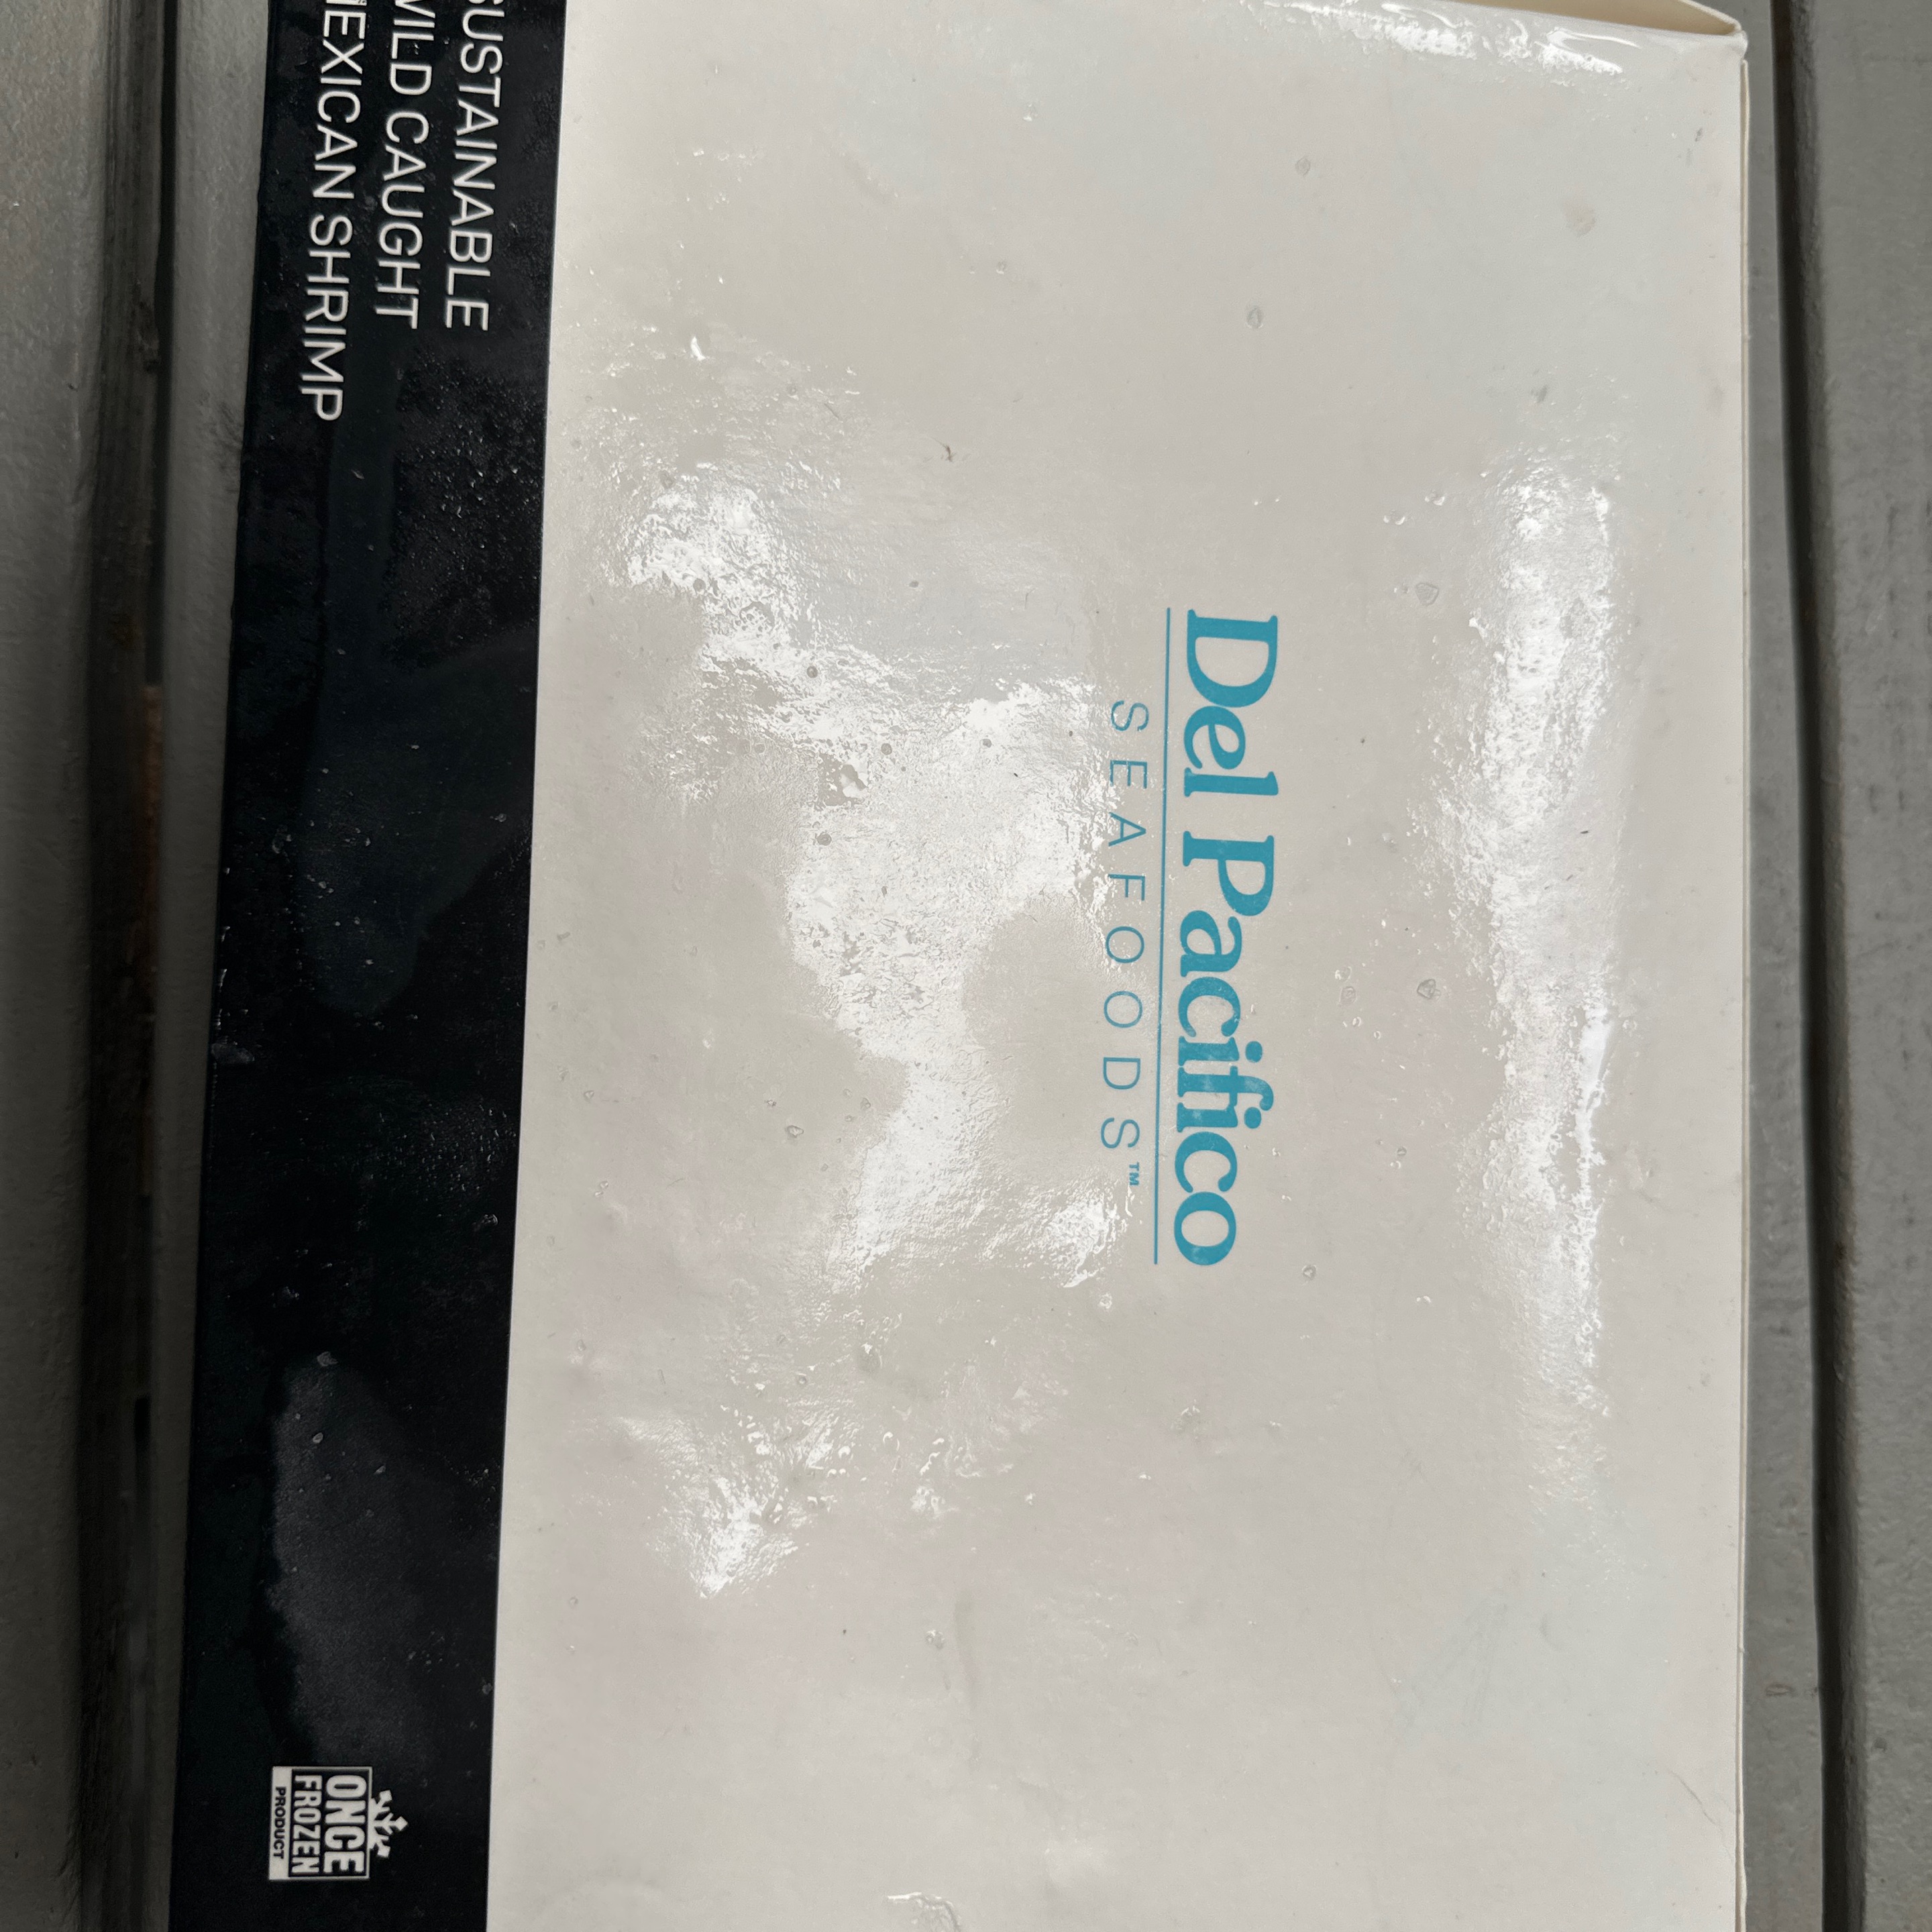 Del Pacifico
SEAFOODS™
SUSTAINABLE
WILD CAUGHT
MEXICAN SHRIMP
ONCE
FROZEN
PRODUCT